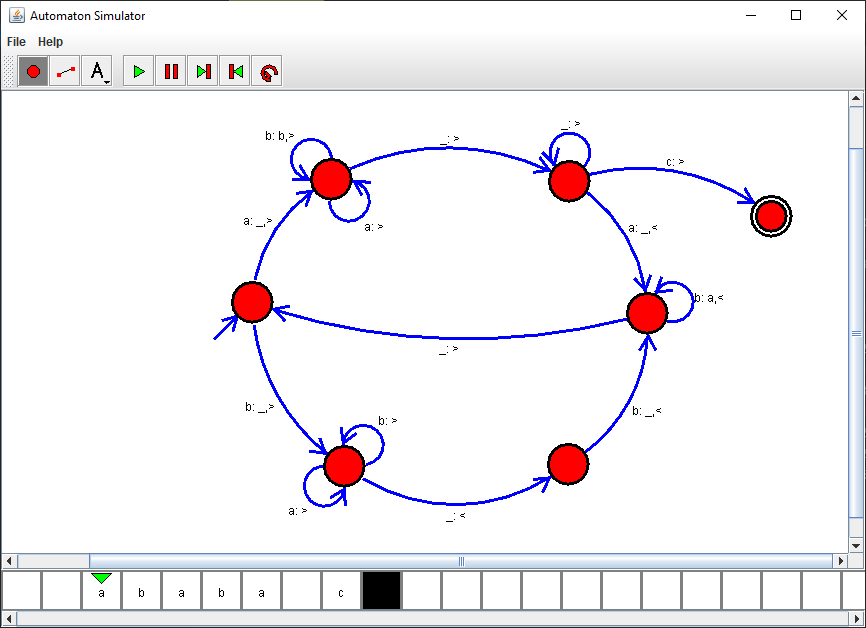 Automaton Simulator
File Help
A
b: b,>
_: >
_: >
c: >
a: _,>
a: >
a: _,<
b: a,<
_: >
b: _,>
b: >
b: _,<
a: >
_: <
a b a b a c